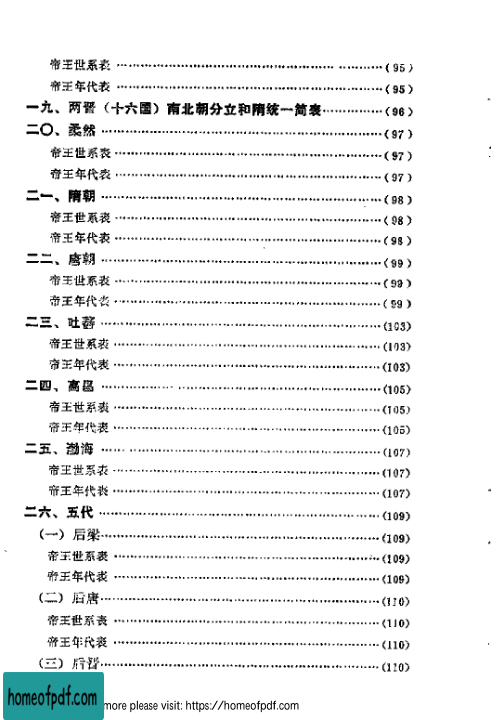 帝王世系表 ……………………………………………… (95)
帝王年代表 ……………………………………………… (95)
一九、两晋（十六国）南北朝分立和隋统一简表 ………… (96)
二〇、柔然 ……………………………………………… (97)
帝王世系表 ……………………………………………… (97)
帝王年代表 ……………………………………………… (97)
二一、隋朝 ……………………………………………… (98)
帝王世系表 ……………………………………………… (98)
帝王年代表 ……………………………………………… (98)
二二、唐朝 ……………………………………………… (99)
帝王世系表 ……………………………………………… (99)
帝王年代表 ……………………………………………… (99)
二三、吐蕃 ……………………………………………… (103)
帝王世系表 ……………………………………………… (103)
帝王年代表 ……………………………………………… (103)
二四、高昌 ……………………………………………… (105)
帝王世系表 ……………………………………………… (105)
帝王年代表 ……………………………………………… (105)
二五、渤海 ……………………………………………… (107)
帝王世系表 ……………………………………………… (107)
帝王年代表 ……………………………………………… (107)
二六、五代 ……………………………………………… (109)
（一）后梁 ……………………………………………… (109)
帝王世系表 ……………………………………………… (109)
帝王年代表 ……………………………………………… (109)
（二）后唐 ……………………………………………… (110)
帝王世系表 ……………………………………………… (110)
帝王年代表 ……………………………………………… (110)
（三）后晋 ……………………………………………… (110)
homeofpdf.com
more please visit: https://homeofpdf.com